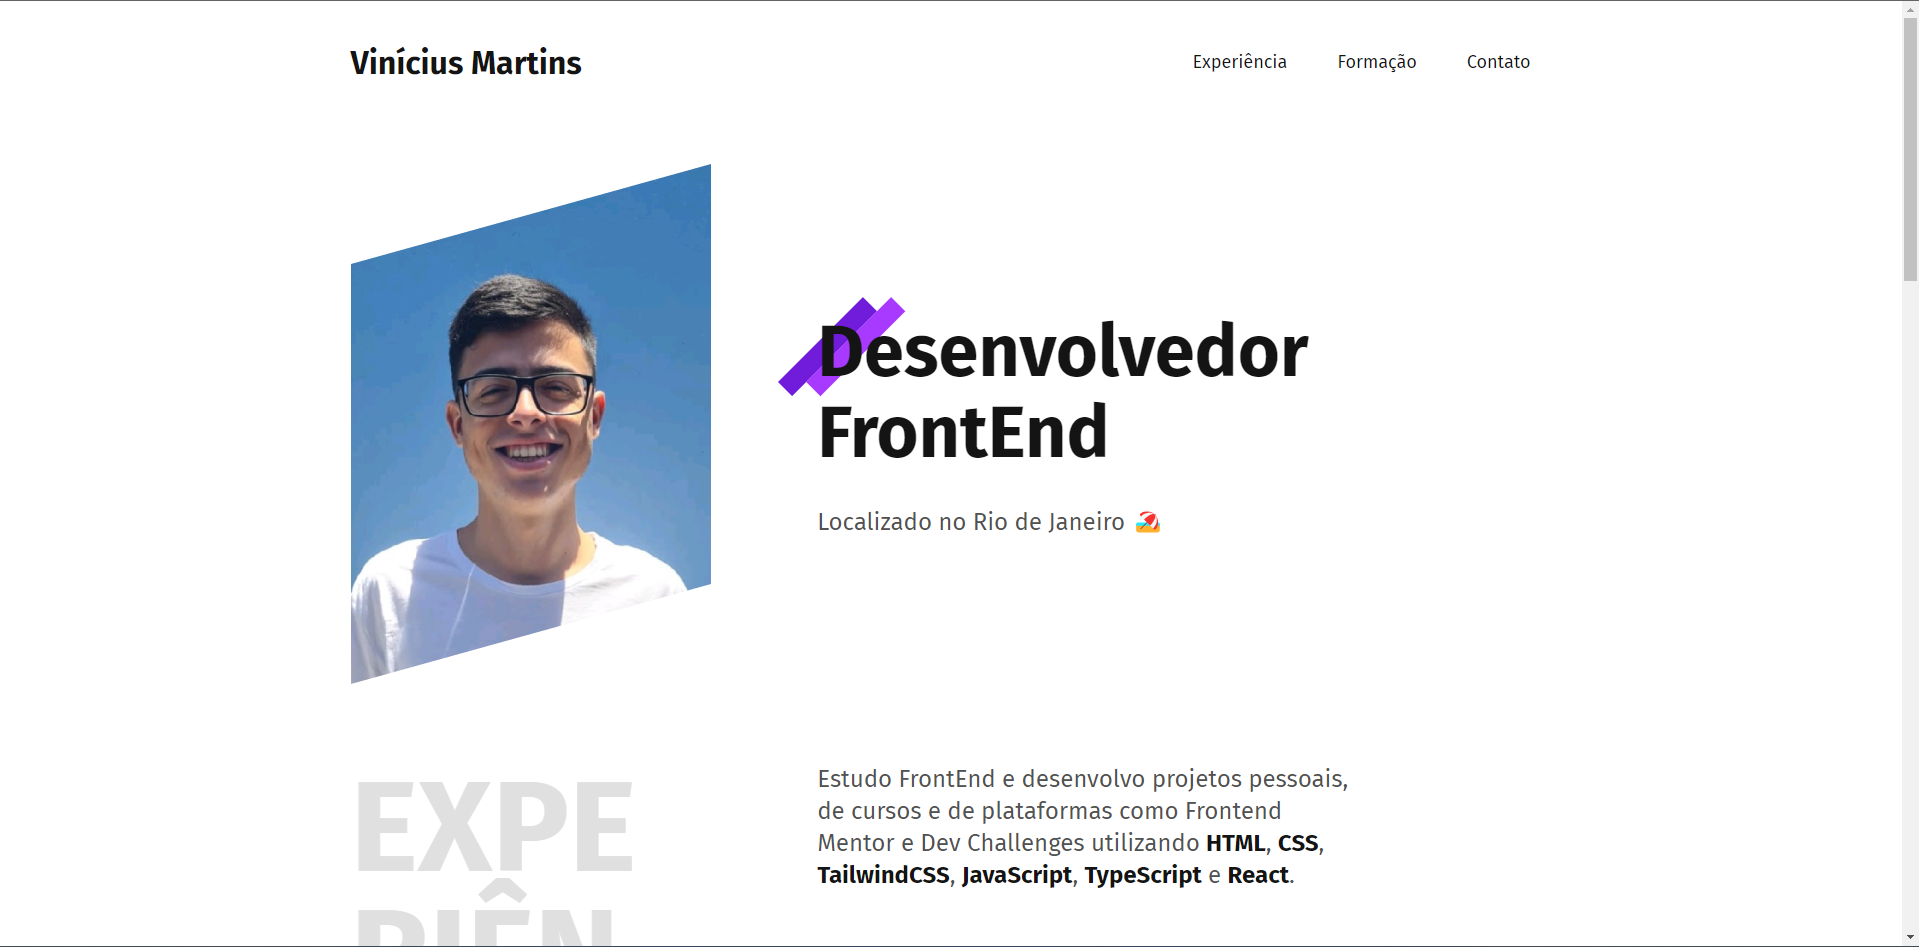 Vinícius Martins
Experiência
Formação
Contato
Desenvolvedor
FrontEnd
Localizado no Rio de Janeiro 🏖️
EXPE
RIÊN
Estudo FrontEnd e desenvolvo projetos pessoais,
de cursos e de plataformas como Frontend
Mentor e Dev Challenges utilizando HTML, CSS,
TailwindCSS, JavaScript, TypeScript e React.